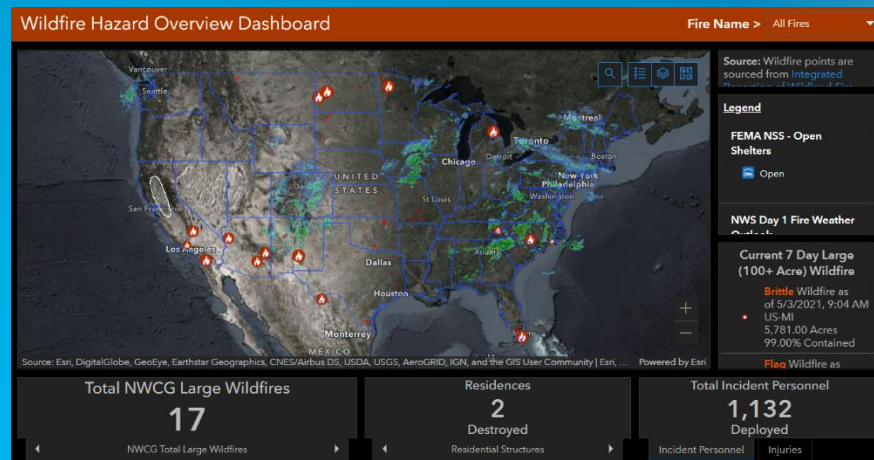 Wildfire Hazard Overview Dashboard
Fire Name > All Fires
Vancouver
Seattle
Montreal
Toronto
Chicago
Detroit
Boston
New York
Philadelphia
UNITED
STATES
Denver
St Louis
Washington
San Francisco
Los Angeles
Atlanta
Dallas
Houston
Monterrey
MÉXICO
Source: Esri, DigitalGlobe, GeoEye, Earthstar Geographics, CNES/Airbus DS, USDA, USGS, AeroGRID, IGN, and the GIS User Community | Esri, ...
Powered by Esri
Source: Wildfire points are
sourced from Integrated
Legend
FEMA NSS - Open
Shelters
Open
NWS Day 1 Fire Weather
Current 7 Day Large
(100+ Acre) Wildfire
Brittle Wildfire as
of 5/3/2021, 9:04 AM
US-MI
5,781.00 Acres
99.00% Contained
Flag Wildfire as
Total NWCG Large Wildfires
17
NWCG Total Large Wildfires
Residences
2
Destroyed
Residential Structures
Total Incident Personnel
1,132
Deployed
Incident Personnel
Injuries